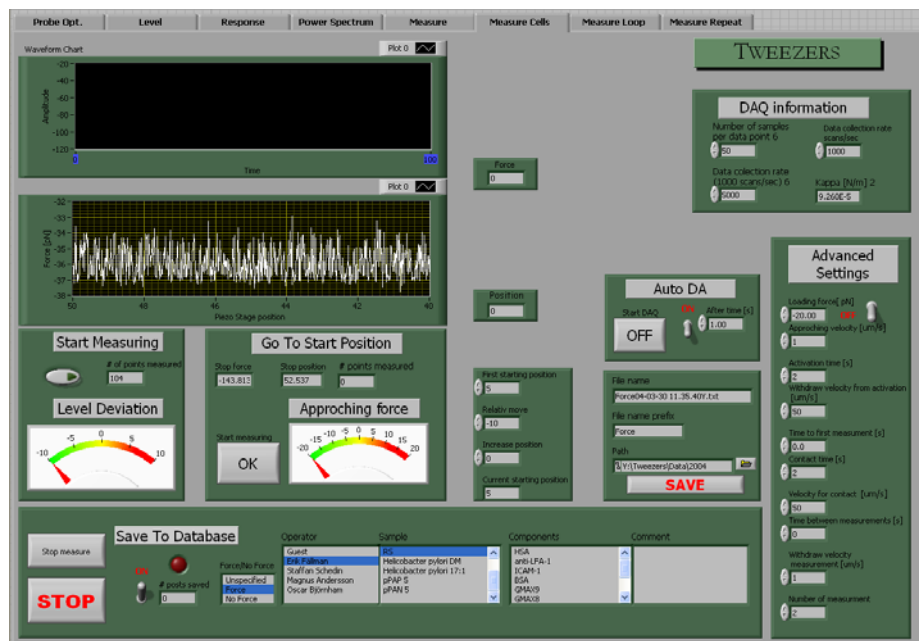 Probe Opt. Level Response Power Spectrum Measure Measure Cells Measure Loop Measure Repeat
Waveform Chart Plot 0
Amplitude
-20
-40
-60
-80
-100
-120
0 100
Time
Plot 0
Force [pN]
-32
-33
-34
-35
-36
-37
-38
50 48 46 44 42 40
Piezo Stage position
Force
0
Position
0
TWEEZERS
DAQ information
Number of samples
per data point 6
50
Data collection rate
scans/sec
1000
Data collection rate
(1000 scans/sec) 6
5000
Kappa [N/m] 2
9.260E-5
Start Measuring
# of points measured
104
Level Deviation
-10 -5 0 5 10
Go To Start Position
Stop force
-143.813
Stop position
52.537
# points measured
0
Start measuring
OK
Approching force
-20 -15 -10 -5 0 5 10 15 20
First starting position
5
Relativ move
-10
Increase position
0
Current starting position
5
Auto DA
Start DAQ
OFF
ON
After time [s]
1.00
File name
Force04-03-30 11.35.40Y.txt
File name prefix
Force
Path
Y:\Tweezers\Data\2004
SAVE
Advanced
Settings
Loading force[ pN]
-20.00
OFF
Approching velocity [um/s]
1
Activation time [s]
2
Withdraw velocity from activation
[um/s]
50
Time to first measurment [s]
0.0
Contact time [s]
2
Velocity for contact [um/s]
50
Time between measurements [s]
0
Withdraw velocity
measurement [um/s]
1
Number of measurment
2
Stop measure
STOP
Save To Database
ON
# posts saved
0
Force/No Force
Unspecified
Force
No Force
Operator
Guest
Erik Fällman
Staffan Schedin
Magnus Andersson
Oscar Björnham
Sample
RG
Helicobacter pylori DM
Helicobacter pylori 17:1
pPAP 5
pPAN 5
Components
HSA
anti-LFA-1
ICAM-1
BSA
GMAX9
GMAX8
Comment